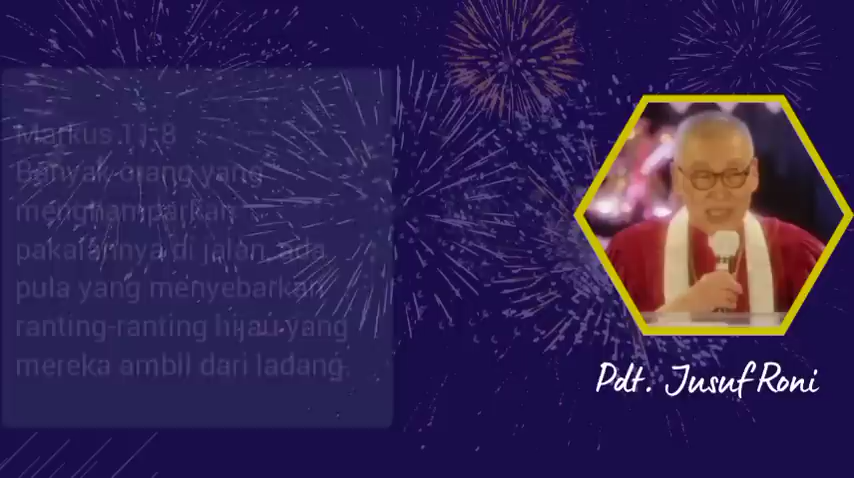 Markus 11:8
Banyak orang yang
menghamparkan
pakaiannya di jalan, ada
pula yang menyebarkan
ranting-ranting hijau yang
mereka ambil dari ladang.
Pdt. Jusuf Roni